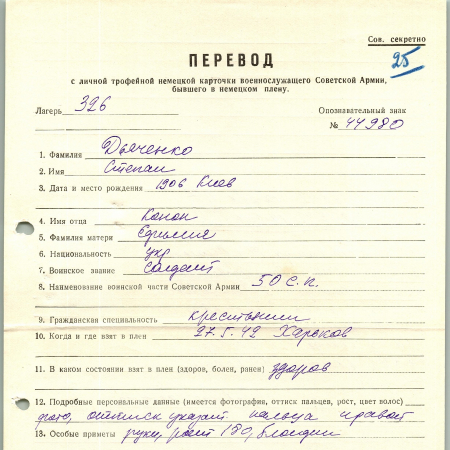 Сов. секретно
25
ПЕРЕВОД
с личной трофейной немецкой карточки военнослужащего Советской Армии,
бывшего в немецком плену.
Лагерь 326 Опознавательный знак
№ 44980
1. Фамилия Дьяченко
2. Имя Степан
3. Дата и место рождения 1906 Киев
4. Имя отца Конон
5. Фамилия матери Ефимия
6. Национальность укр
7. Воинское звание солдат
8. Наименование воинской части Советской Армии 50 с.п.
9. Гражданская специальность крестьянин
10. Когда и где взят в плен 27.5.42 Харьков
11. В каком состоянии взят в плен (здоров, болен, ранен) здоров
12. Подробные персональные данные (имеется фотография, оттиск пальцев, рост, цвет волос)
фото, оттиск указат пальца правой
13. Особые приметы руки, рост 180, блондин